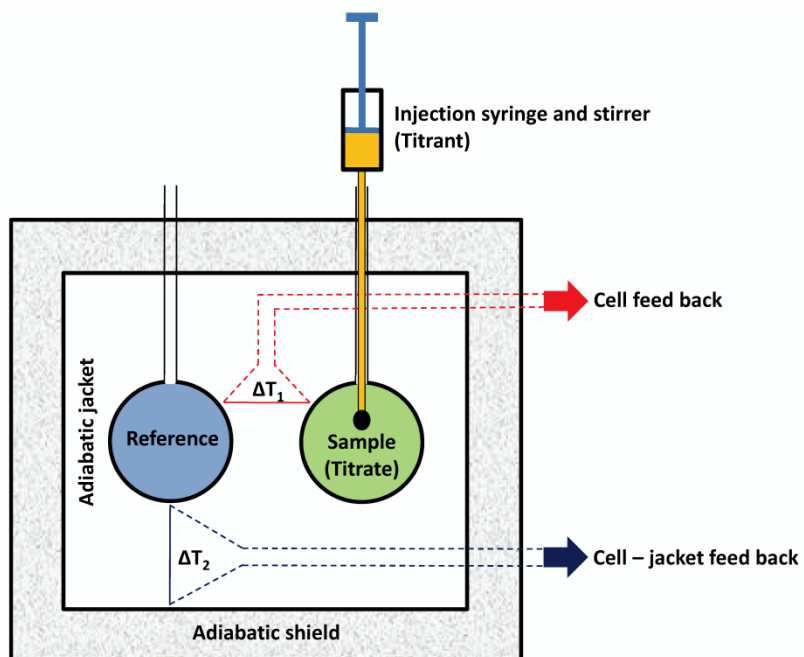 Injection syringe and stirrer
(Titrant)
Cell feed back
Adiabatic jacket
ΔT₁
Reference
Sample
(Titrate)
ΔT₂
Cell – jacket feed back
Adiabatic shield